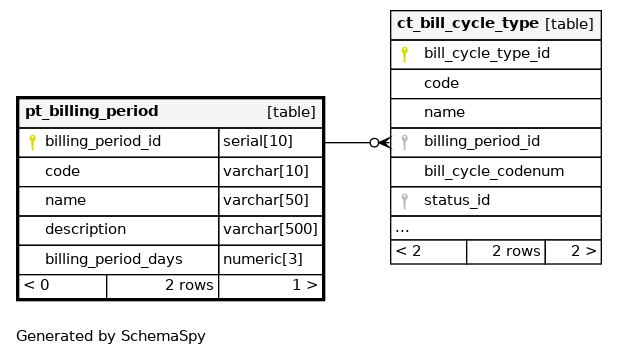 ct_bill_cycle_type [table]
bill_cycle_type_id
code
name
billing_period_id
bill_cycle_codenum
status_id
...
< 2 2 rows 2 >
pt_billing_period [table]
billing_period_id serial[10]
code varchar[10]
name varchar[50]
description varchar[500]
billing_period_days numeric[3]
< 0 2 rows 1 >
Generated by SchemaSpy